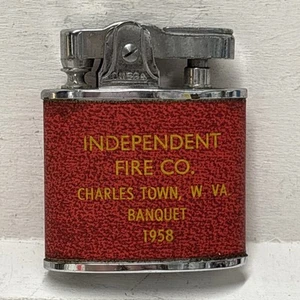 INDEPENDENT
FIRE CO.
CHARLES TOWN, W. VA.
BANQUET
1958